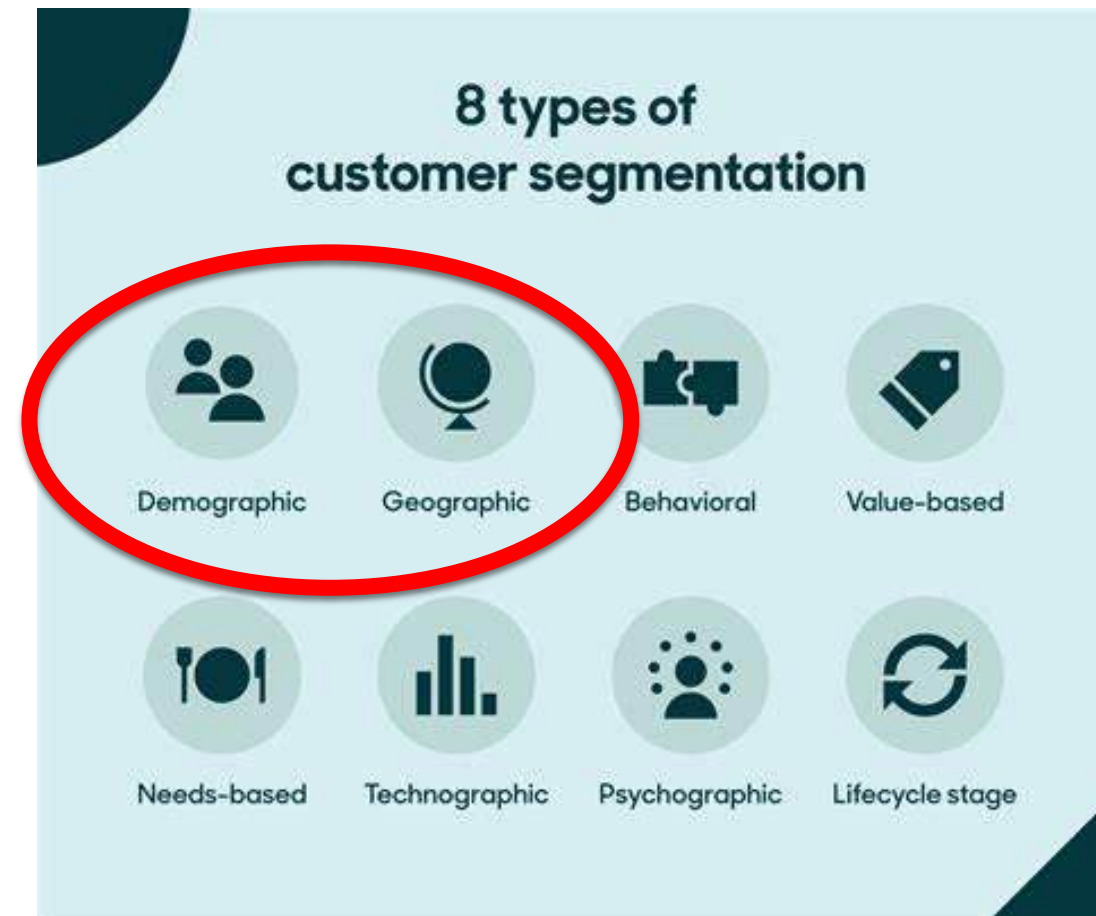 8 types of
customer segmentation
Demographic Geographic Behavioral Value-based
Needs-based Technographic Psychographic Lifecycle stage